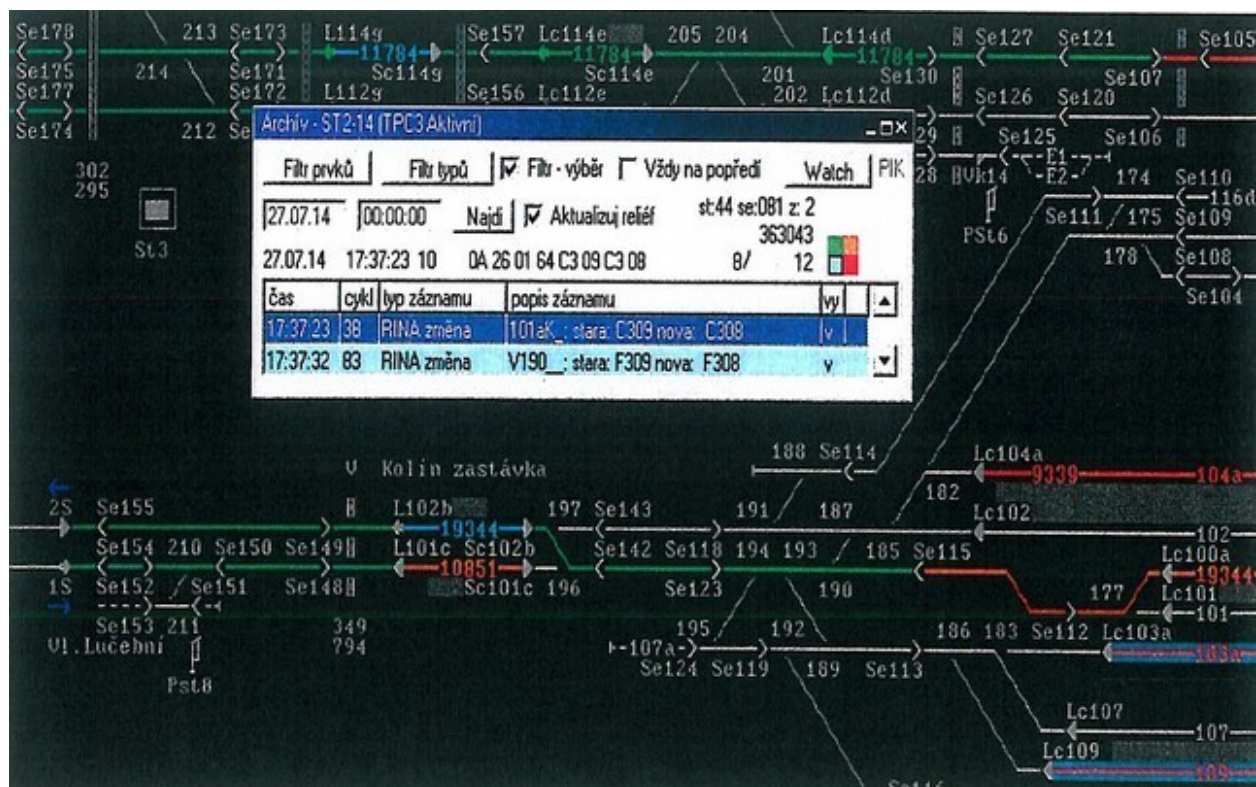 Se178 213 Se173 L114g Se157 Lc114e 205 204 Lc114d Se127 Se121 Se105
11784 11784 11784
Se175 214 Se171 Sc114g Sc114e 201 Se130 Se107
Se177 Se172 L112g Se156 Lc112e 202 Lc112d Se126 Se120
Se174 212 Se
Archiv - ST2-14 (TPC3 Aktivní)
29 Se125 Se106
302
295
Filtr prvků Filtr typů Filtr - výběr Vždy na popředí Watch PIK
28 Vk14 E1 E2 174 Se110
116d
27.07.14 00:00:00 Najdi Aktualizuj reliéf st:44 se:081 z: 2
363043
Se111 175 Se109
St3
PSt6
27.07.14 17:37:23 10 0A 26 01 64 C3 09 C3 08 8/ 12
178 Se108
Se104
čas cykl typ záznamu popis záznamu vy
17:37:23 38 RINA změna 101aK_; stara: C309 nova: C308 v
17:37:32 83 RINA změna V190__; stara: F309 nova: F308 v
188 Se114 Lc104a
V Kolín zastávka
9339 104a
182
2S Se155 L102b 197 Se143 191 187 Lc102
19344 102
Se154 210 Se150 Se149 L101c Sc102b Se142 Se118 194 193 185 Se115 Lc100a
10851 19344
1S Se152 Se151 Se148 Sc101c 196 Se123 190 177 Lc101
101
Se153 211 349 195 192 186 183 Se112 Lc103a
Vl.Lučební 794 107a 103a
Se124 Se119 189 Se113
Pst8
Lc107
107
Lc109
109